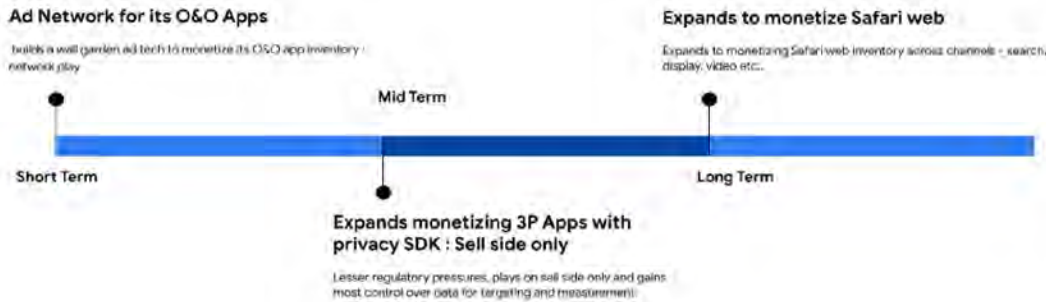 Ad Network for its O&O Apps
builds a wall garden ad tech to monetize its O&O app inventory :
network play
Expands to monetize Safari web
Expands to monetizing Safari web inventory across channels - search,
display, video etc..
Mid Term
Short Term
Long Term
Expands monetizing 3P Apps with
privacy SDK : Sell side only
Lesser regulatory pressures, plays on sell side only and gains
most control over data for targeting and measurement.